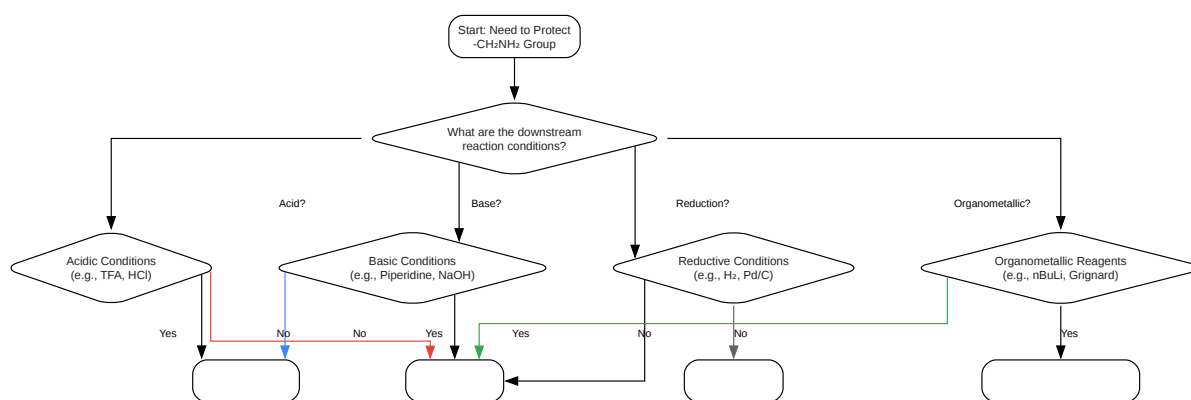 Start: Need to Protect
-CH₂NH₂ Group
What are the downstream
reaction conditions?
Acid?
Base?
Reduction?
Organometallic?
Acidic Conditions
(e.g., TFA, HCl)
Basic Conditions
(e.g., Piperidine, NaOH)
Reductive Conditions
(e.g., H₂, Pd/C)
Organometallic Reagents
(e.g., nBuLi, Grignard)
Yes
No
No
Yes
Yes
No
No
Yes